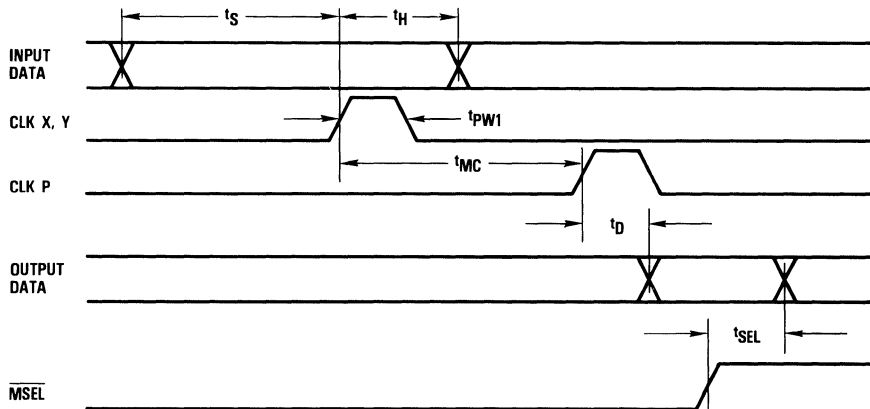 tS
tH
INPUT
DATA
CLK X, Y
tPW1
tMC
CLK P
tD
OUTPUT
DATA
tSEL
MSEL